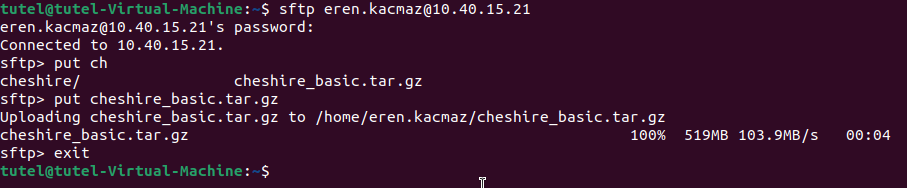 tutel@tutel-Virtual-Machine:~$ sftp eren.kacmaz@10.40.15.21
eren.kacmaz@10.40.15.21's password:
Connected to 10.40.15.21.
sftp> put ch
cheshire/ cheshire_basic.tar.gz
sftp> put cheshire_basic.tar.gz
Uploading cheshire_basic.tar.gz to /home/eren.kacmaz/cheshire_basic.tar.gz
cheshire_basic.tar.gz 100% 519MB 103.9MB/s 00:04
sftp> exit
tutel@tutel-Virtual-Machine:~$